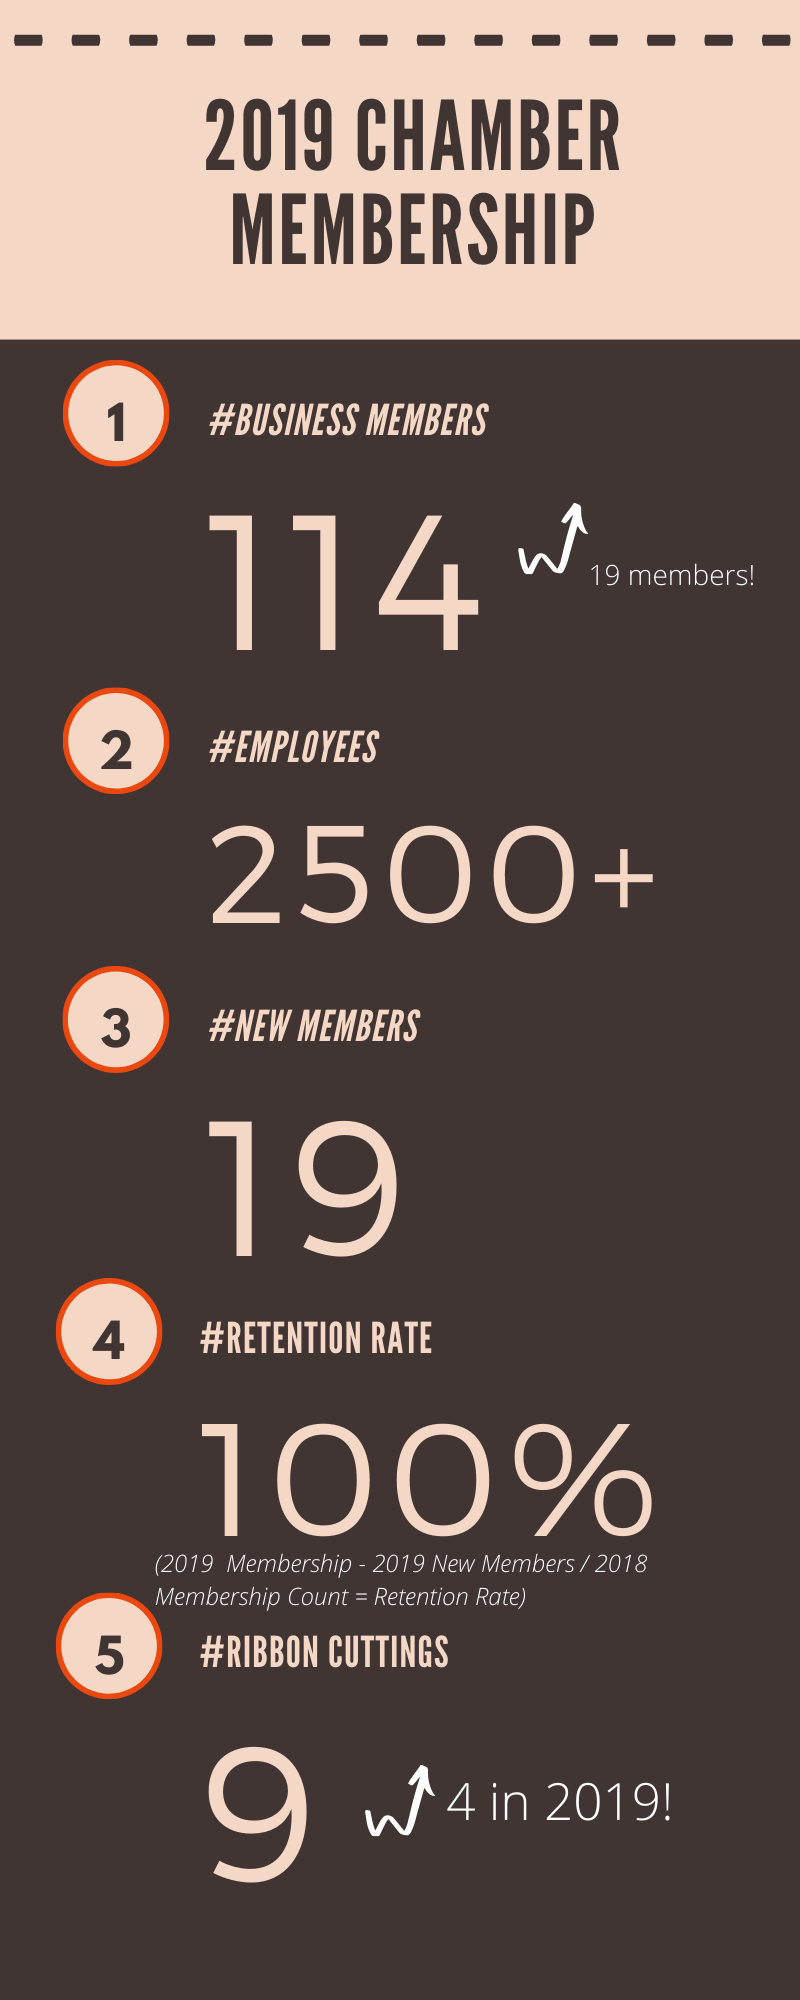 2019 CHAMBER
MEMBERSHIP
1
#BUSINESS MEMBERS
114
19 members!
2
#EMPLOYEES
2500+
3
#NEW MEMBERS
19
4
#RETENTION RATE
100%
(2019 Membership - 2019 New Members / 2018
Membership Count = Retention Rate)
5
#RIBBON CUTTINGS
9
4 in 2019!